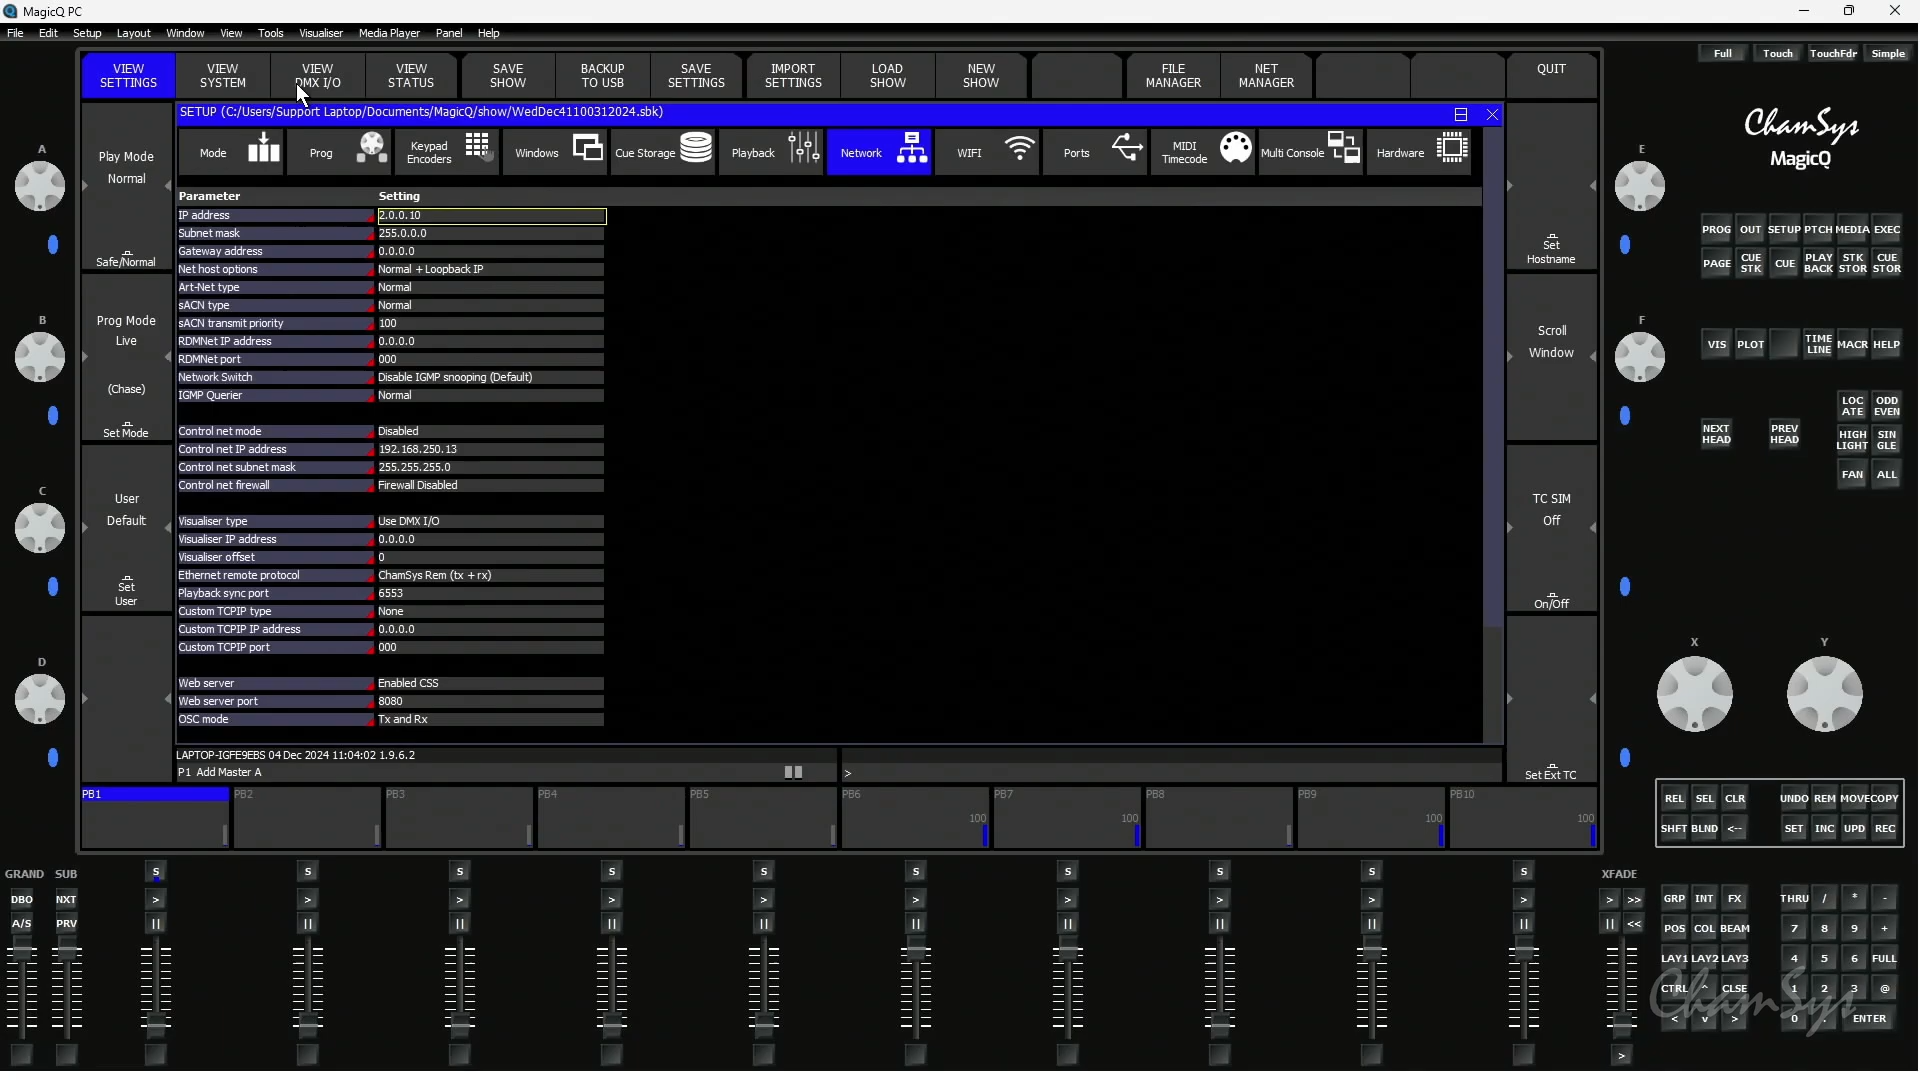 MagicQ PC
File Edit Setup Layout Window View Tools Visualiser Media Player Panel Help
VIEW SETTINGS
VIEW SYSTEM
VIEW DMX I/O
VIEW STATUS
SAVE SHOW
BACKUP TO USB
SAVE SETTINGS
IMPORT SETTINGS
LOAD SHOW
NEW SHOW
FILE MANAGER
NET MANAGER
QUIT
Full Touch TouchFdr Simple
SETUP (C:/Users/Support Laptop/Documents/MagicQ/show/WedDec41100312024.sbk)
Mode
Prog
Keypad Encoders
Windows
Cue Storage
Playback
Network
WIFI
Ports
MIDI Timecode
Multi Console
Hardware
Parameter Setting
IP address 2.0.0.10
Subnet mask 255.0.0.0
Gateway address 0.0.0.0
Net host options Normal + Loopback IP
Art-Net type Normal
sACN type Normal
sACN transmit priority 100
RDMNet IP address 0.0.0.0
RDMNet port 000
Network Switch Disable IGMP snooping (Default)
IGMP Querier Normal
Control net mode Disabled
Control net IP address 192.168.250.13
Control net subnet mask 255.255.255.0
Control net firewall Firewall Disabled
Visualiser type Use DMX I/O
Visualiser IP address 0.0.0.0
Visualiser offset 0
Ethernet remote protocol ChamSys Rem (tx + rx)
Playback sync port 6553
Custom TCPIP type None
Custom TCPIP IP address 0.0.0.0
Custom TCPIP port 000
Web server Enabled CSS
Web server port 8080
OSC mode Tx and Rx
LAPTOP-IGFE9EBS 04 Dec 2024 11:04:02 1.9.6.2
P1 Add Master A
>
A
Play Mode
Normal
Safe/Normal
B
Prog Mode
Live
(Chase)
Set Mode
C
User
Default
Set
User
D
E
Set
Hostname
F
Scroll
Window
TC SIM
Off
On/Off
Set Ext TC
ChamSys
MagicQ
PROG OUT SETUP PTCH MEDIA EXEC
PAGE CUE STK CUE PLAY BACK STK STOR CUE STOR
VIS PLOT TIME LINE MACR HELP
LOC ATE ODD EVEN
NEXT HEAD PREV HEAD HIGH LIGHT SIN GLE
FAN ALL
X Y
REL SEL CLR UNDO REM MOVE COPY
SHFT BLND <-- SET INC UPD REC
PB1 PB2 PB3 PB4 PB5 PB6 PB7 PB8 PB9 PB10
100 100 100 100
GRAND SUB S S S S S S S S S S XFADE
DBO NXT > > > > > > > > > > > >>
A/S PRV || || || || || || || || || || || <<
GRP INT FX THRU / * -
POS COL BEAM 7 8 9 +
LAY1 LAY2 LAY3 4 5 6 FULL
CTRL ^ CLSE 1 2 3 @
< v > 0 . ENTER
ChamSys
>